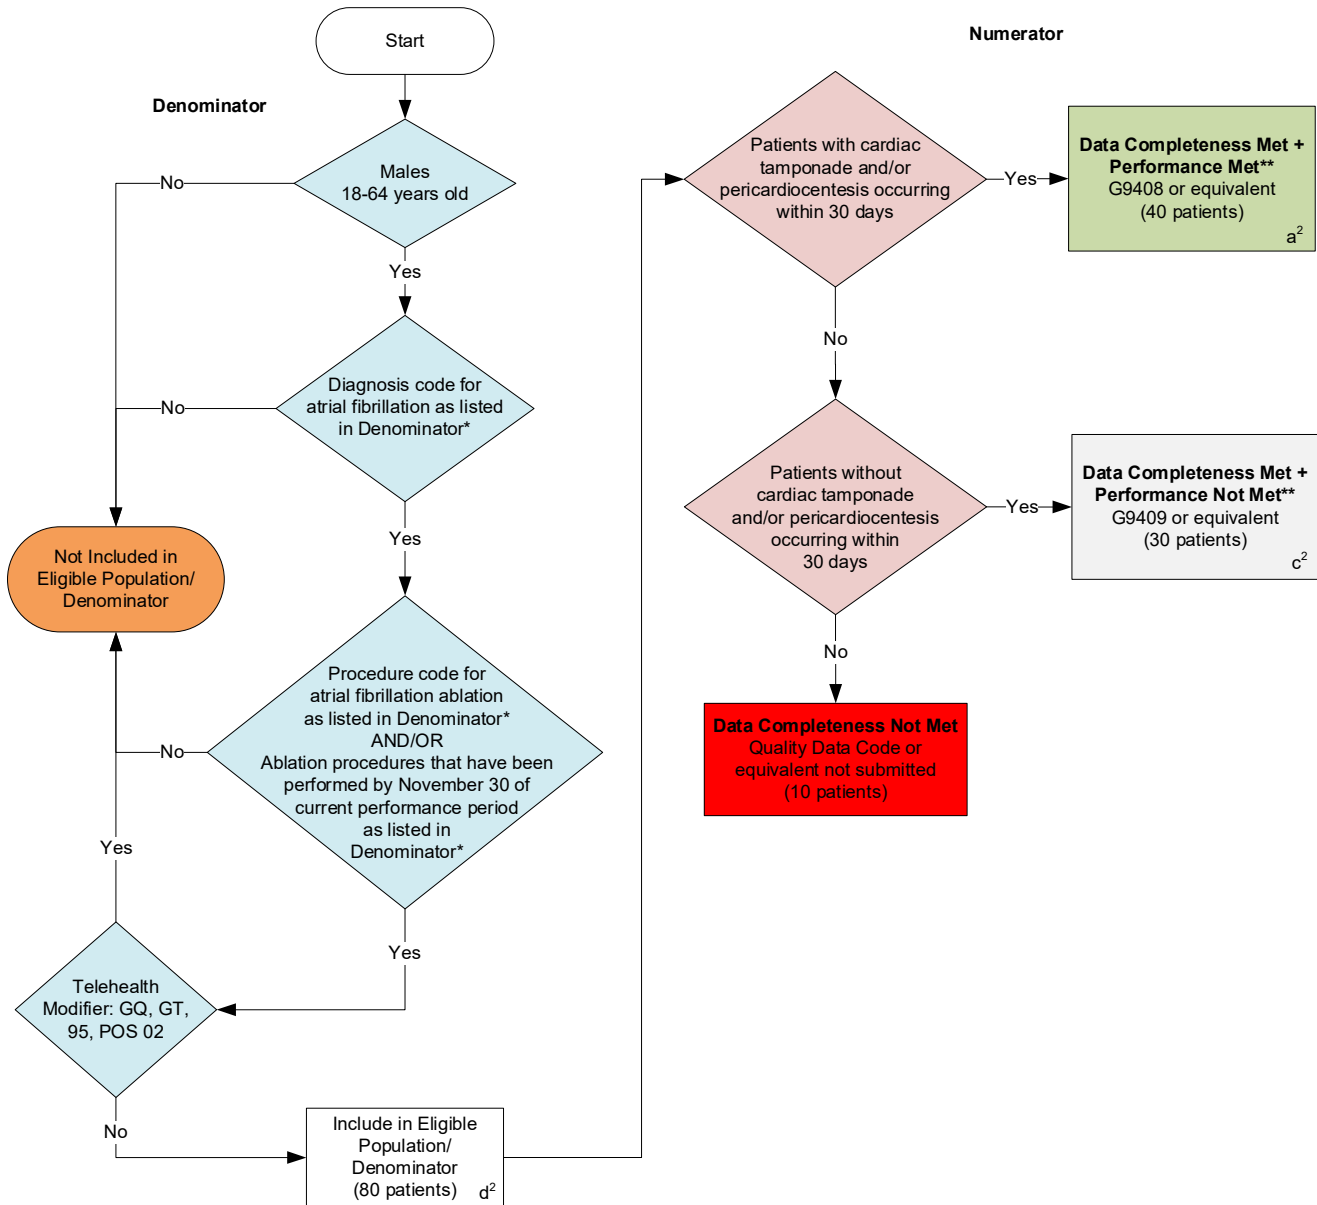 Start
Denominator
Males
18-64 years old
No
Yes
Diagnosis code for
atrial fibrillation as listed
in Denominator*
No
Yes
Not Included in
Eligible Population/
Denominator
Procedure code for
atrial fibrillation ablation
as listed in Denominator*
AND/OR
Ablation procedures that have been
performed by November 30 of
current performance period
as listed in
Denominator*
No
Yes
Yes
Telehealth
Modifier: GQ, GT,
95, POS 02
No
Include in Eligible
Population/
Denominator
(80 patients)
d²
Numerator
Patients with cardiac
tamponade and/or
pericardiocentesis occurring
within 30 days
Yes
Data Completeness Met +
Performance Met**
G9408 or equivalent
(40 patients)
a²
No
Patients without
cardiac tamponade
and/or pericardiocentesis
occurring within
30 days
Yes
Data Completeness Met +
Performance Not Met**
G9409 or equivalent
(30 patients)
c²
No
Data Completeness Not Met
Quality Data Code or
equivalent not submitted
(10 patients)